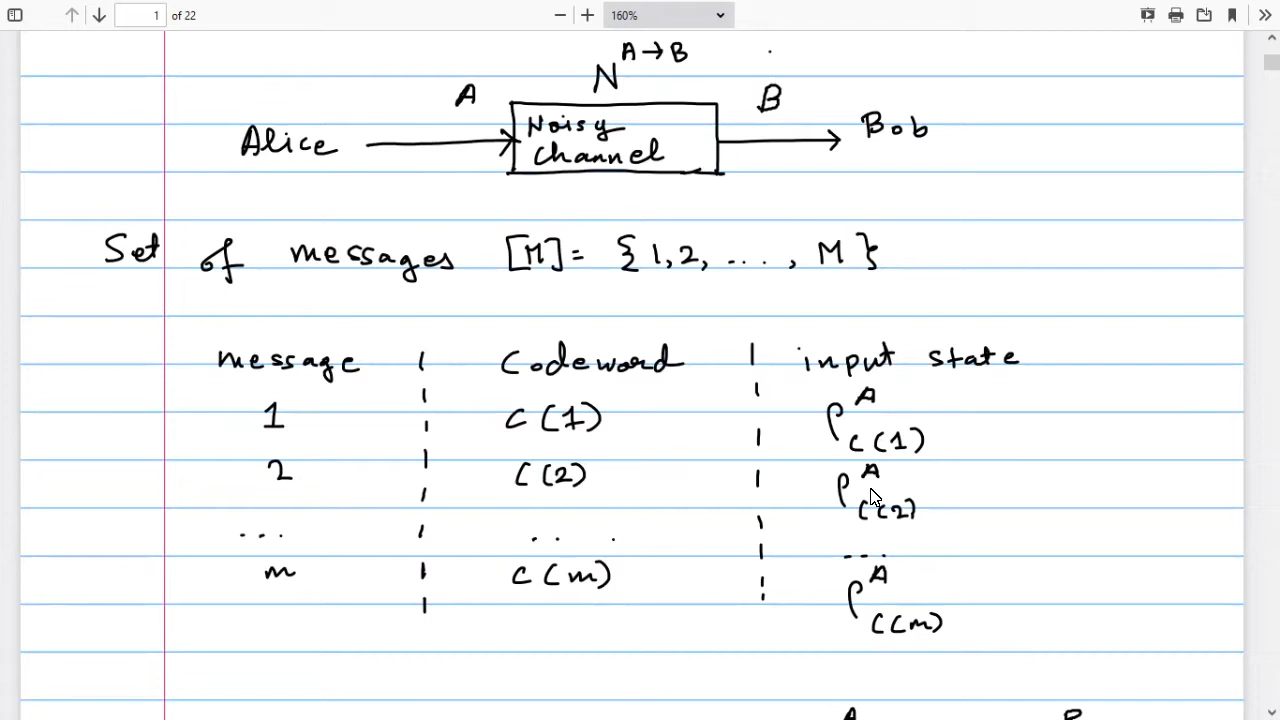 1 of 22 160%
N^{A→B}
A B
Alice Noisy Bob
Channel
Set of messages [M] = {1, 2, ...., M}
message | Codeword | input state
1 C(1) ρ^A_{C(1)}
2 C(2) ρ^A_{C(2)}
... .. . ...
m C(m) ρ^A_{C(m)}